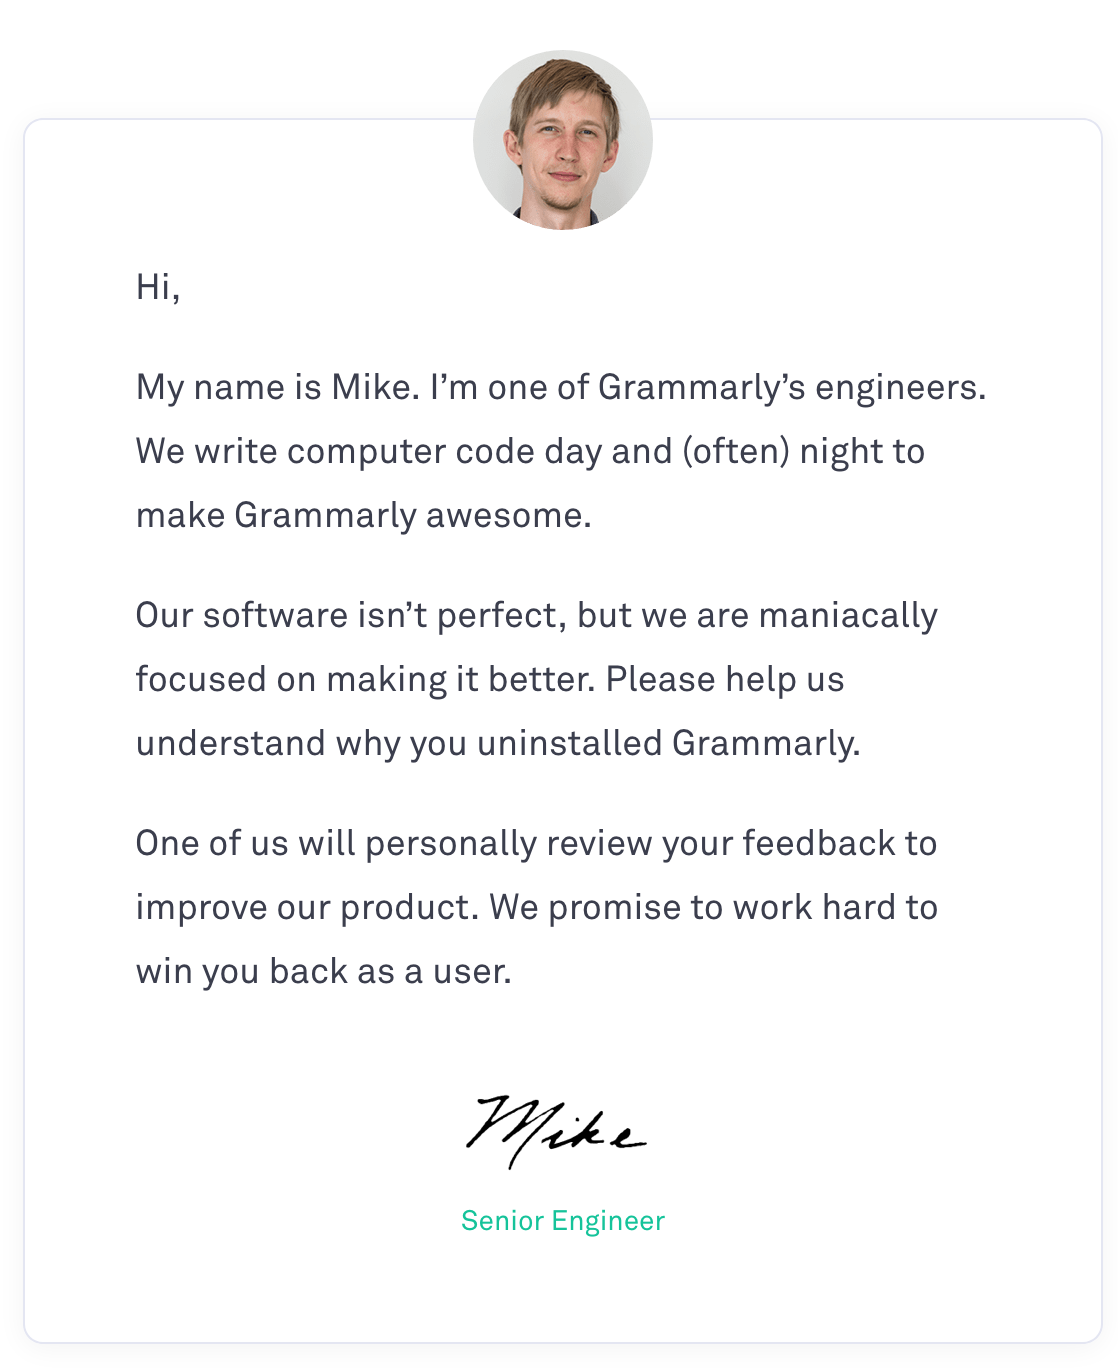 Hi,
My name is Mike. I’m one of Grammarly’s engineers.
We write computer code day and (often) night to
make Grammarly awesome.
Our software isn’t perfect, but we are maniacally
focused on making it better. Please help us
understand why you uninstalled Grammarly.
One of us will personally review your feedback to
improve our product. We promise to work hard to
win you back as a user.
Mike
Senior Engineer